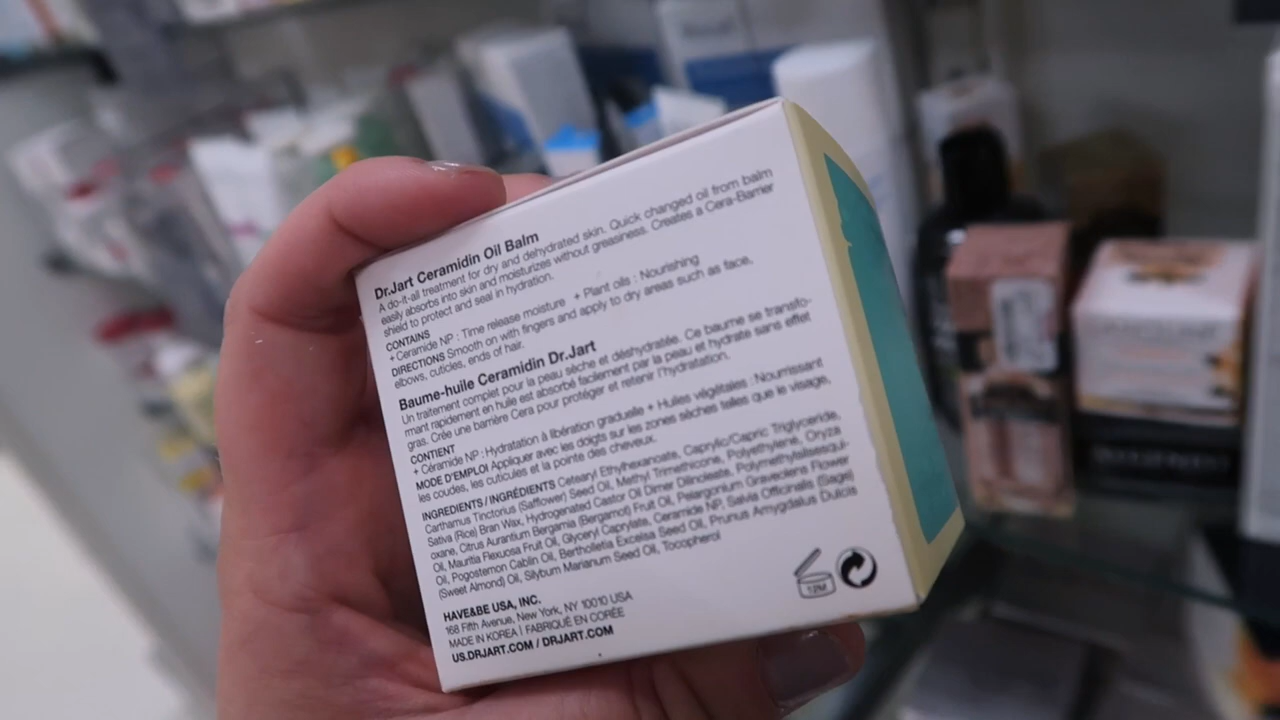 Dr.Jart Ceramidin Oil Balm
A do-it-all treatment for dry and dehydrated skin. Quick changed oil from balm
easily absorbs into skin and moisturizes without greasiness. Creates a Cera-Barrier
shield to protect and seal in hydration.
CONTAINS
+ Ceramide NP : Time release moisture + Plant oils : Nourishing
DIRECTIONS Smooth on with fingers and apply to dry areas such as face,
elbows, cuticles, ends of hair.
Baume-huile Ceramidin Dr.Jart
Un traitement complet pour la peau sèche et déshydratée. Ce baume se transfo-
rmant rapidement en huile est absorbé facilement par la peau et hydrate sans effet
gras. Crée une barrière Cera pour protéger et retenir l'hydratation.
CONTIENT
+ Céramide NP : Hydratation à libération graduelle + Huiles végétales : Nourrissant
MODE D'EMPLOI Appliquer avec les doigts sur les zones sèches telles que le visage,
les coudes, les cuticules et la pointe des cheveux.
INGREDIENTS / INGRÉDIENTS Cetearyl Ethylhexanoate, Caprylic/Capric Triglyceride,
Carthamus Tinctorius (Safflower) Seed Oil, Methyl Trimethicone, Polyethylene, Oryza
Sativa (Rice) Bran Wax, Hydrogenated Castor Oil Dimer Dilinoleate, Polymethylsilsesqui-
oxane, Citrus Aurantium Bergamia (Bergamot) Fruit Oil, Pelargonium Graveolens Flower
Oil, Mauritia Flexuosa Fruit Oil, Glyceryl Caprylate, Ceramide NP, Salvia Officinalis (Sage)
Oil, Pogostemon Cablin Oil, Bertholletia Excelsa Seed Oil, Prunus Amygdalus Dulcis
(Sweet Almond) Oil, Silybum Marianum Seed Oil, Tocopherol
HAVE&BE USA, INC.
168 Fifth Avenue, New York, NY 10010 USA
MADE IN KOREA | FABRIQUÉ EN CORÉE
US.DRJART.COM / DRJART.COM
12M